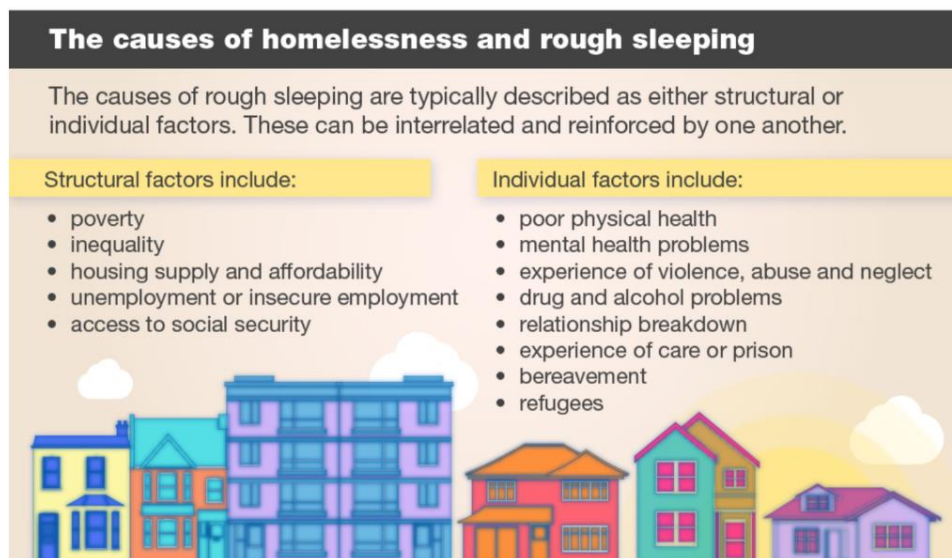 The causes of homelessness and rough sleeping
The causes of rough sleeping are typically described as either structural or
individual factors. These can be interrelated and reinforced by one another.
Structural factors include:
• poverty
• inequality
• housing supply and affordability
• unemployment or insecure employment
• access to social security
Individual factors include:
• poor physical health
• mental health problems
• experience of violence, abuse and neglect
• drug and alcohol problems
• relationship breakdown
• experience of care or prison
• bereavement
• refugees